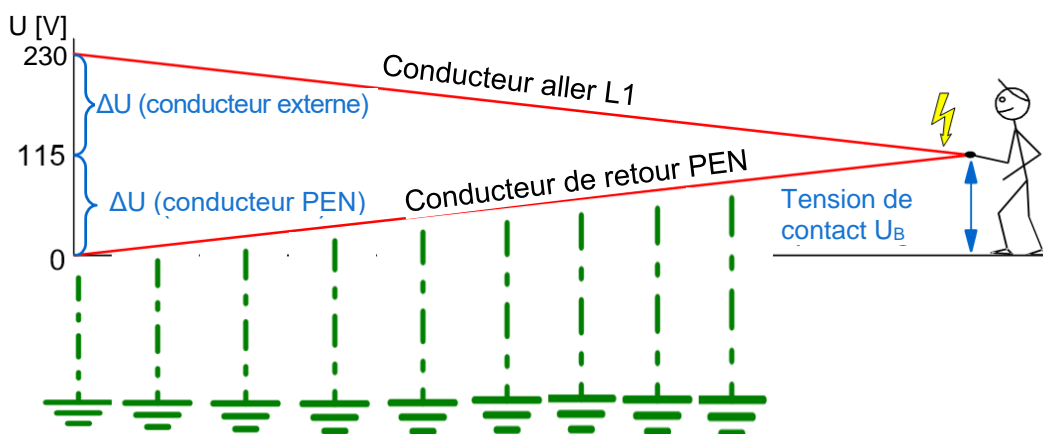 U [V]
230
Conducteur aller L1
ΔU (conducteur externe)
115
Conducteur de retour PEN
ΔU (conducteur PEN)
Tension de
contact UB
0